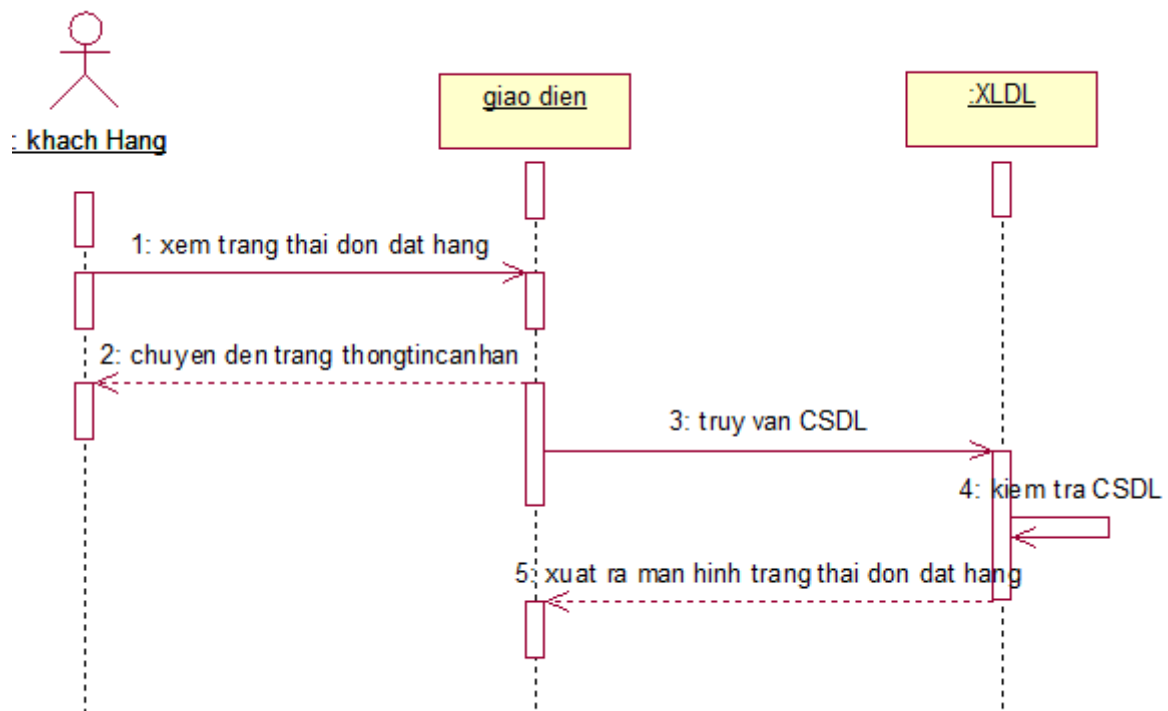 : khach Hang
giao dien
:XLDL
1: xem trang thai don dat hang
2: chuyen den trang thongtincanhan
3: truy van CSDL
4: kiem tra CSDL
5: xuat ra man hinh trang thai don dat hang